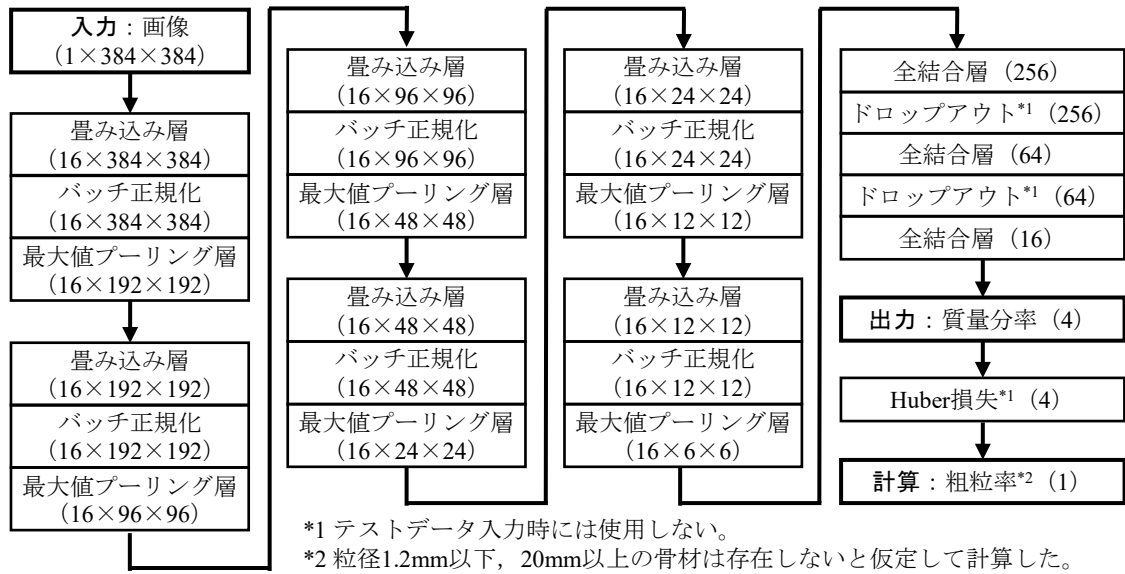 入力：画像
（1×384×384）
畳み込み層
（16×384×384）
バッチ正規化
（16×384×384）
最大値プーリング層
（16×192×192）
畳み込み層
（16×192×192）
バッチ正規化
（16×192×192）
最大値プーリング層
（16×96×96）
畳み込み層
（16×96×96）
バッチ正規化
（16×96×96）
最大値プーリング層
（16×48×48）
畳み込み層
（16×48×48）
バッチ正規化
（16×48×48）
最大値プーリング層
（16×24×24）
畳み込み層
（16×24×24）
バッチ正規化
（16×24×24）
最大値プーリング層
（16×12×12）
畳み込み層
（16×12×12）
バッチ正規化
（16×12×12）
最大値プーリング層
（16×6×6）
全結合層（256）
ドロップアウト*1（256）
全結合層（64）
ドロップアウト*1（64）
全結合層（16）
出力：質量分率（4）
Huber損失*1（4）
計算：粗粒率*2（1）
*1 テストデータ入力時には使用しない。
*2 粒径1.2mm以下，20mm以上の骨材は存在しないと仮定して計算した。